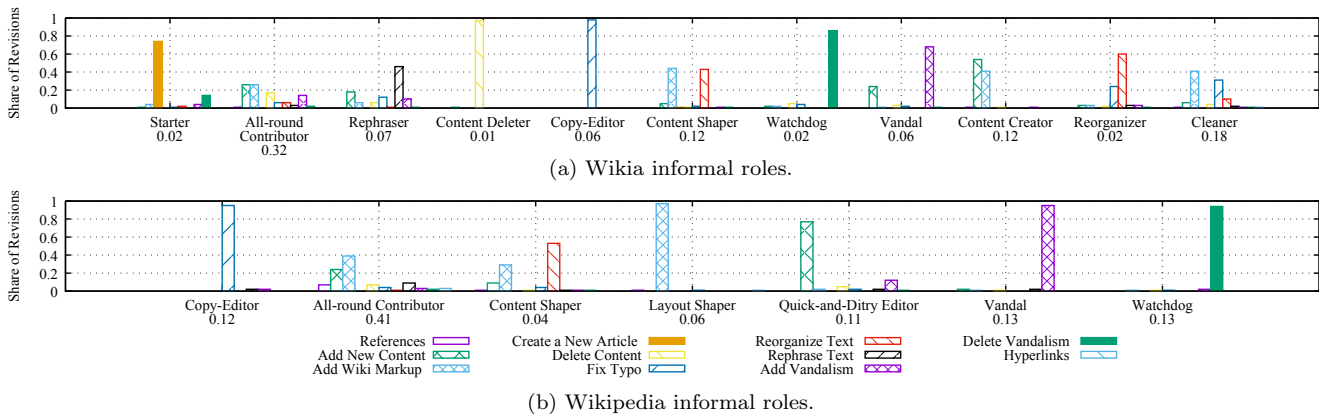 Share of Revisions
1
0.8
0.6
0.4
0.2
0
Starter All-round Contributor Rephraser Content Deleter Copy-Editor Content Shaper Watchdog Vandal Content Creator Reorganizer Cleaner
0.02 0.32 0.07 0.01 0.06 0.12 0.02 0.06 0.12 0.02 0.18
(a) Wikia informal roles.
Share of Revisions
1
0.8
0.6
0.4
0.2
0
Copy-Editor All-round Contributor Content Shaper Layout Shaper Quick-and-Ditry Editor Vandal Watchdog
0.12 0.41 0.04 0.06 0.11 0.13 0.13
References Create a New Article Reorganize Text Delete Vandalism
Add New Content Delete Content Rephrase Text Hyperlinks
Add Wiki Markup Fix Typo Add Vandalism
(b) Wikipedia informal roles.